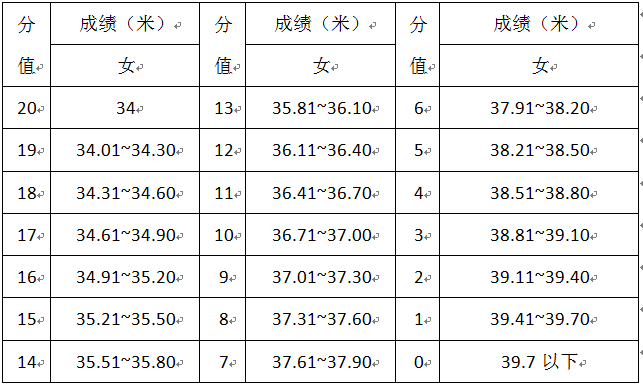 分值 成绩（米） 分值 成绩（米） 分值 成绩（米）
女 女 女
20 34 13 35.81~36.10 6 37.91~38.20
19 34.01~34.30 12 36.11~36.40 5 38.21~38.50
18 34.31~34.60 11 36.41~36.70 4 38.51~38.80
17 34.61~34.90 10 36.71~37.00 3 38.81~39.10
16 34.91~35.20 9 37.01~37.30 2 39.11~39.40
15 35.21~35.50 8 37.31~37.60 1 39.41~39.70
14 35.51~35.80 7 37.61~37.90 0 39.7 以下